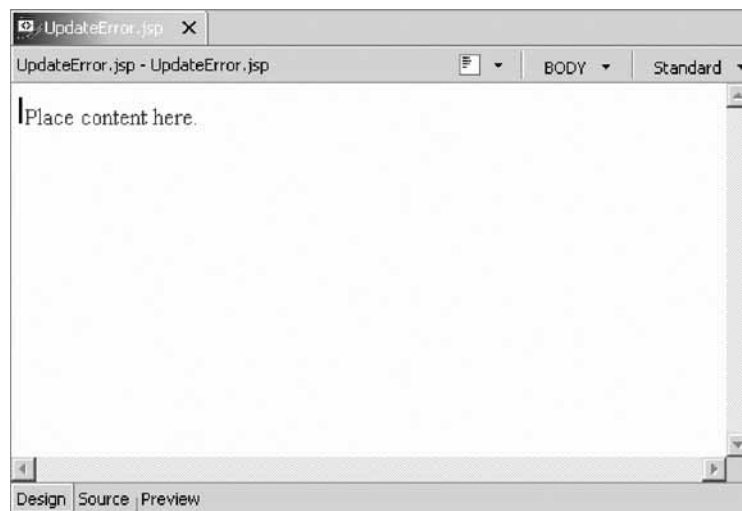 UpdateError.jsp
UpdateError.jsp - UpdateError.jsp BODY Standard
Place content here.
Design Source Preview